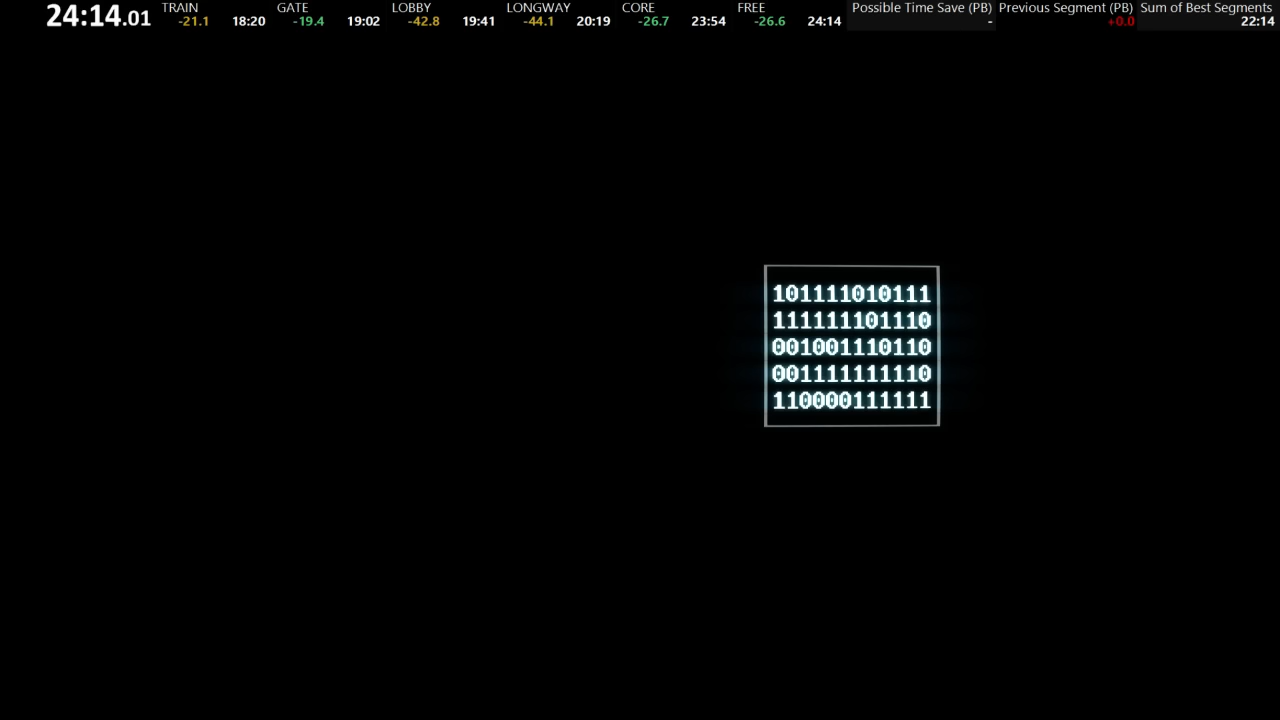 24:14.01 TRAIN GATE LOBBY LONGWAY CORE FREE Possible Time Save (PB) Previous Segment (PB) Sum of Best Segments
-21.1 18:20 -19.4 19:02 -42.8 19:41 -44.1 20:19 -26.7 23:54 -26.6 24:14 - +0.0 22:14
101111010111
111111101110
001001110110
001111111110
110000111111